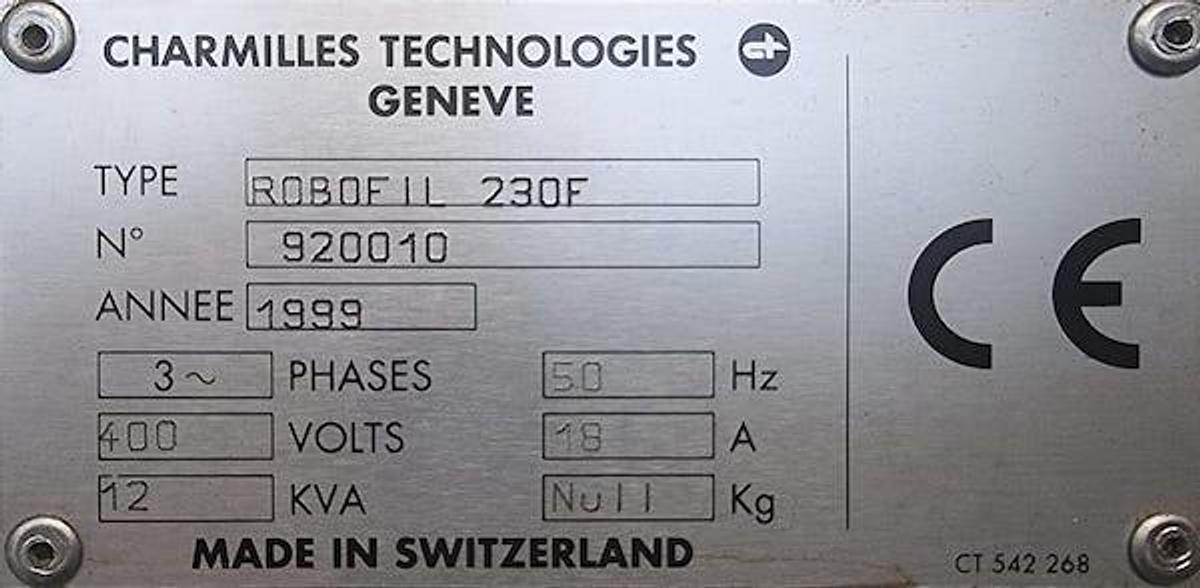 CHARMILLES TECHNOLOGIES
GENEVE
TYPE ROBOFIL 230F
N° 920010
ANNEE 1999
3~ PHASES 50 Hz
400 VOLTS 18 A
12 KVA Null Kg
MADE IN SWITZERLAND
CE
CT 542 268